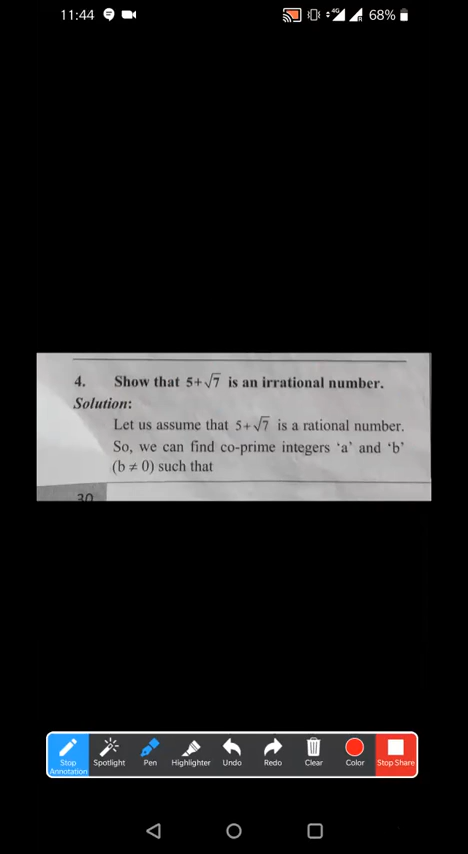 11:44 4G R 68%
4. Show that 5+√7 is an irrational number.
Solution:
Let us assume that 5+√7 is a rational number.
So, we can find co-prime integers ‘a’ and ‘b’
(b ≠ 0) such that
30
Stop Annotation Spotlight Pen Highlighter Undo Redo Clear Color Stop Share